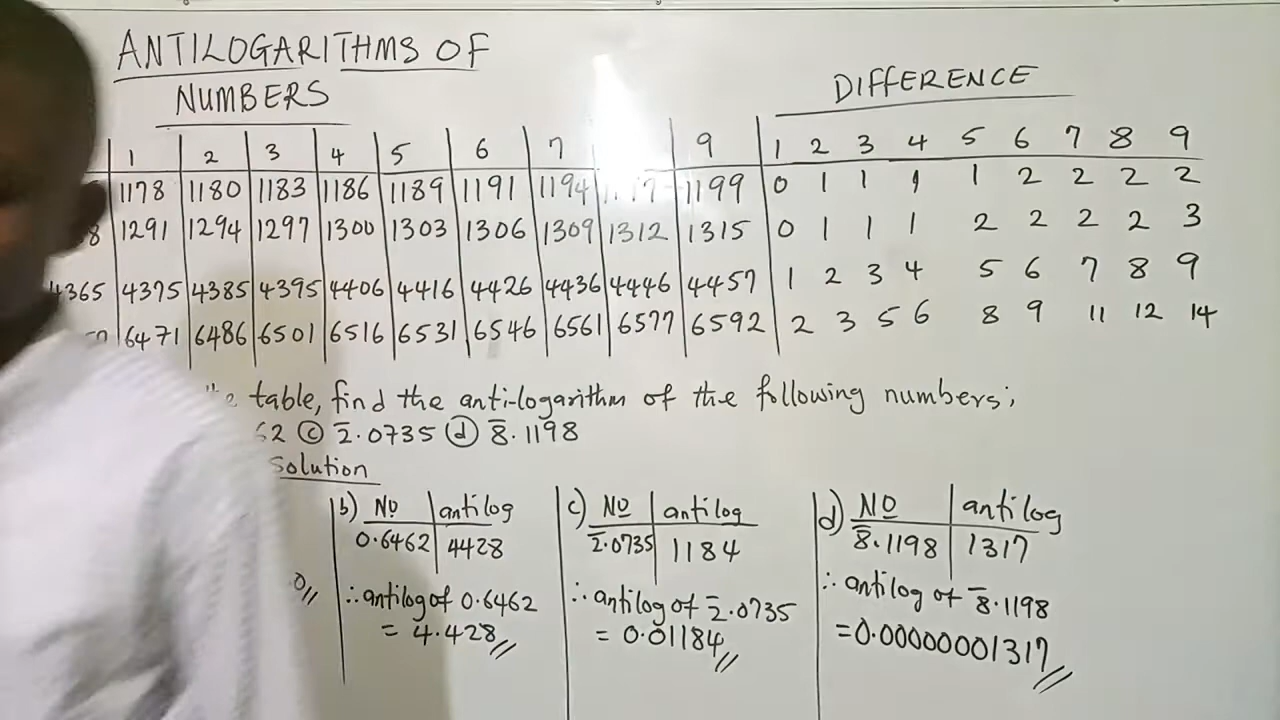 ANTILOGARITHMS OF
NUMBERS
DIFFERENCE
1 2 3 4 5 6 7 9 1 2 3 4 5 6 7 8 9
1178 1180 1183 1186 1189 1191 1194 1199 0 1 1 1 1 2 2 2 2
8 1291 1294 1297 1300 1303 1306 1309 1312 1315 0 1 1 1 2 2 2 2 3
4365 4375 4385 4395 4406 4416 4426 4436 4446 4457 1 2 3 4 5 6 7 8 9
6471 6486 6501 6516 6531 6546 6561 6577 6592 2 3 5 6 8 9 11 12 14
table, find the anti-logarithm of the following numbers;
62 ⓒ 2̅.0735 ⓓ 8̅.1198
Solution
b) No antilog
0.6462 4428
∴ antilog of 0.6462
= 4.428//
c) No antilog
2̅.0735 1184
∴ antilog of 2̅.0735
= 0.01184//
d) No antilog
8̅.1198 1317
∴ antilog of 8̅.1198
=0.00000001317//